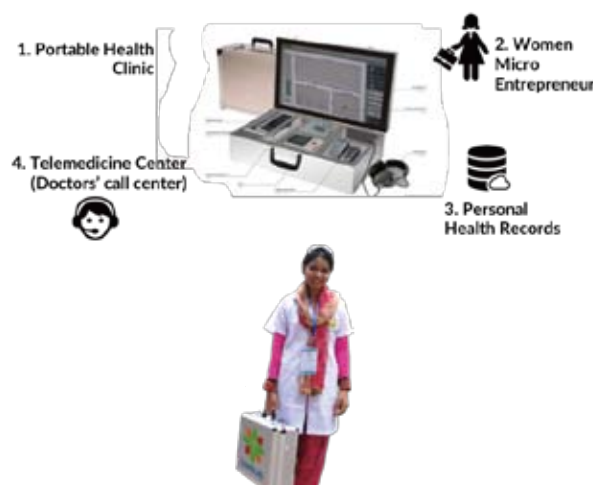 1. Portable Health
Clinic
2. Women
Micro
Entrepreneur
3. Personal
Health Records
4. Telemedicine Center
(Doctors' call center)